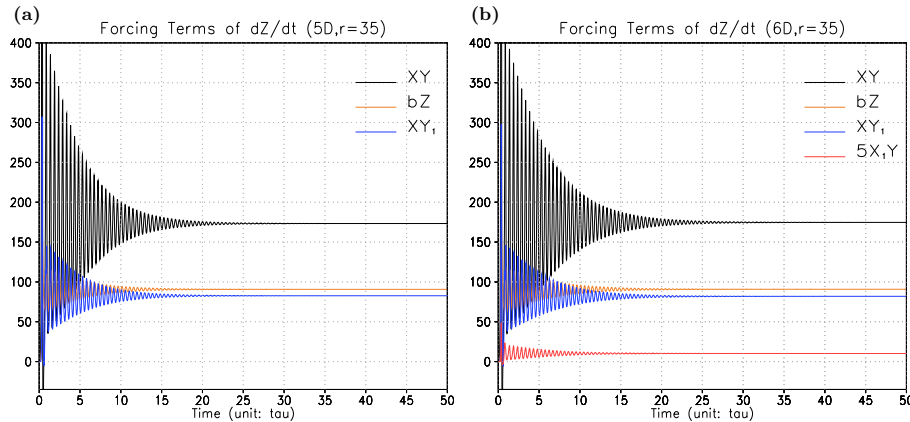 (a)
Forcing Terms of dZ/dt (5D,r=35)
400
350
300
250
200
150
100
50
0
0 5 10 15 20 25 30 35 40 45 50
Time (unit: tau)
XY
bZ
XY₁
(b)
Forcing Terms of dZ/dt (6D,r=35)
400
350
300
250
200
150
100
50
0
0 5 10 15 20 25 30 35 40 45 50
Time (unit: tau)
XY
bZ
XY₁
5X₁Y